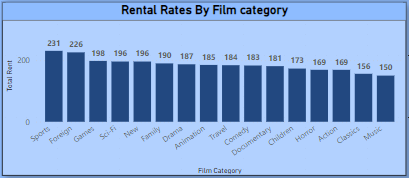 Rental Rates By Film category
Total Rent
200
0
231 226 198 196 196 190 187 185 184 183 181 173 169 169 156 150
Sports Foreign Games Sci-Fi New Family Drama Animation Travel Comedy Documentary Children Horror Action Classics Music
Film Category